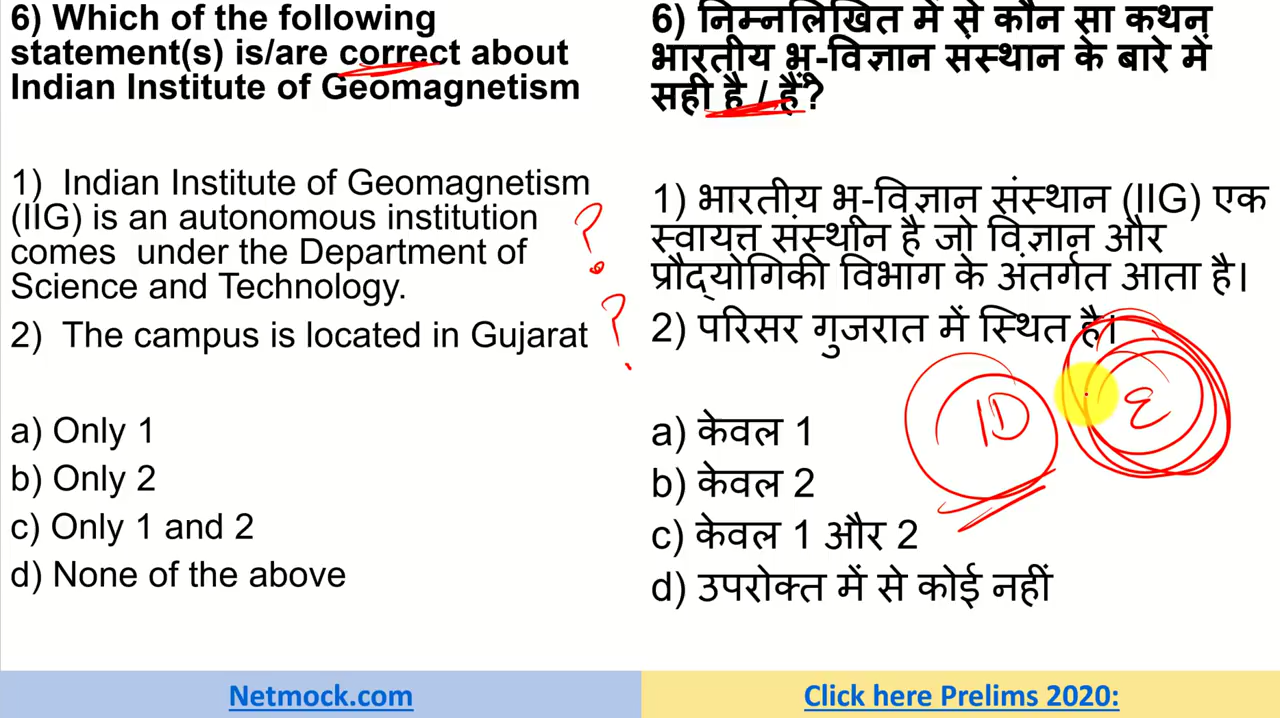 6) Which of the following
statement(s) is/are correct about
Indian Institute of Geomagnetism
1) Indian Institute of Geomagnetism
(IIG) is an autonomous institution
comes under the Department of
Science and Technology.
2) The campus is located in Gujarat
a) Only 1
b) Only 2
c) Only 1 and 2
d) None of the above
6) निम्नलिखित में से कौन सा कथन
भारतीय भू-विज्ञान संस्थान के बारे में
सही है / हैं?
1) भारतीय भू-विज्ञान संस्थान (IIG) एक
स्वायत्त संस्थान है जो विज्ञान और
प्रौद्योगिकी विभाग के अंतर्गत आता है।
2) परिसर गुजरात में स्थित है।
a) केवल 1
b) केवल 2
c) केवल 1 और 2
d) उपरोक्त में से कोई नहीं
?
?
D
E
Netmock.com
Click here Prelims 2020: